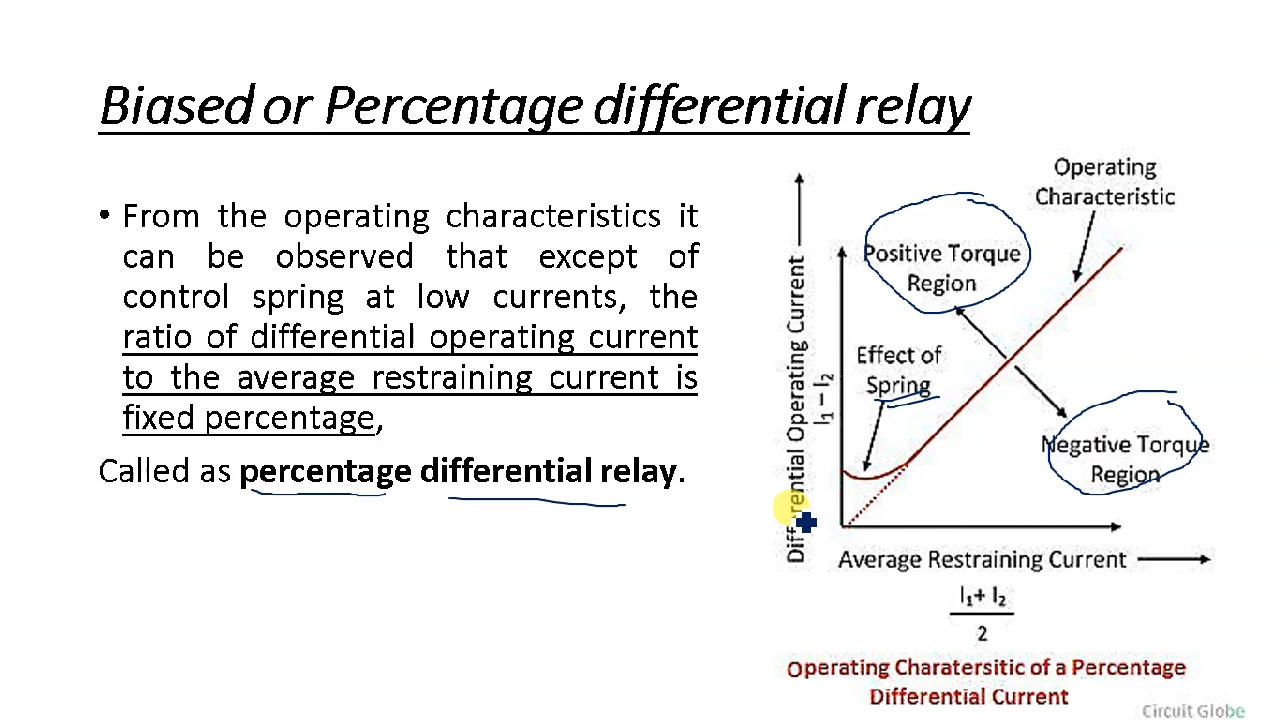 Biased or Percentage differential relay
• From the operating characteristics it
can be observed that except of
control spring at low currents, the
ratio of differential operating current
to the average restraining current is
fixed percentage,
Called as percentage differential relay.
Operating
Characteristic
Positive Torque
Region
Effect of
Spring
Negative Torque
Region
Differential Operating Current
I₁ – I₂
Average Restraining Current
I₁+ I₂
2
Operating Charatersitic of a Percentage
Differential Current
Circuit Globe